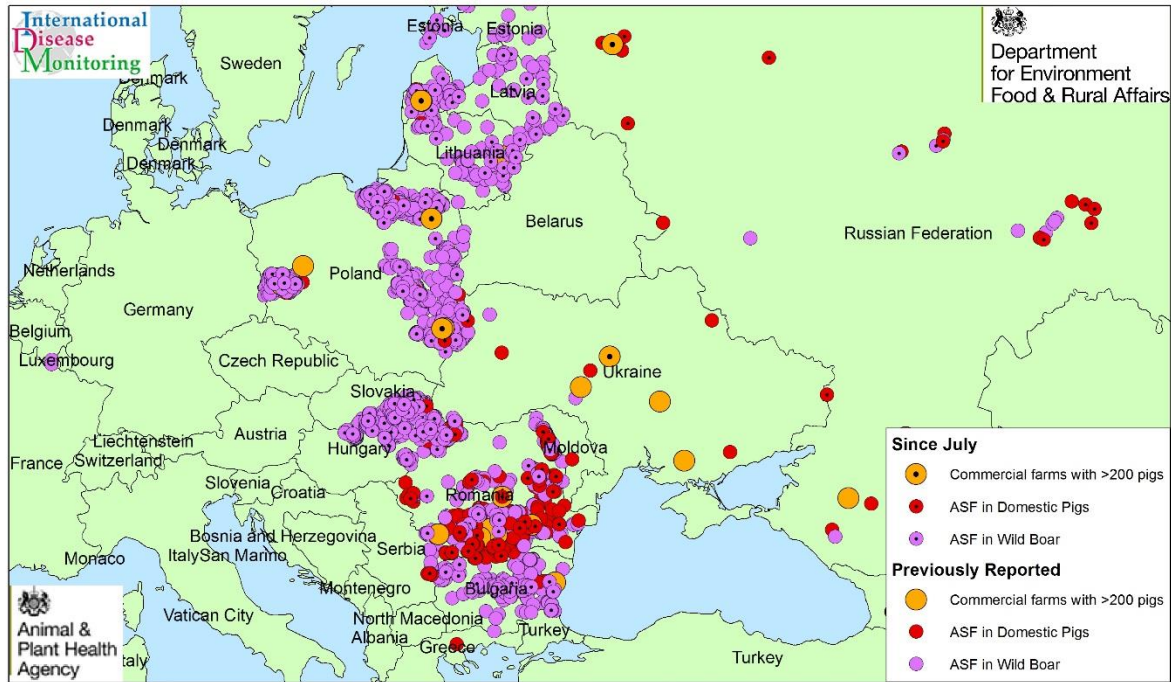 International
Disease
Monitoring
Department
for Environment
Food & Rural Affairs
Estonia
Estonia
Sweden
Denmark
Latvia
Denmark
Denmark
Denmark
Lithuania
Belarus
Russian Federation
Netherlands
Poland
Germany
Belgium
Luxembourg
Czech Republic
Ukraine
Slovakia
Liechtenstein
Austria
Hungary
Moldova
France
Switzerland
Slovenia
Croatia
Romania
Bosnia and Herzegovina
Monaco
Italy
San Marino
Serbia
Montenegro
Bulgaria
Vatican City
North Macedonia
Albania
Turkey
Greece
Italy
Turkey
Since July
Commercial farms with >200 pigs
ASF in Domestic Pigs
ASF in Wild Boar
Previously Reported
Commercial farms with >200 pigs
ASF in Domestic Pigs
ASF in Wild Boar
Animal &
Plant Health
Agency